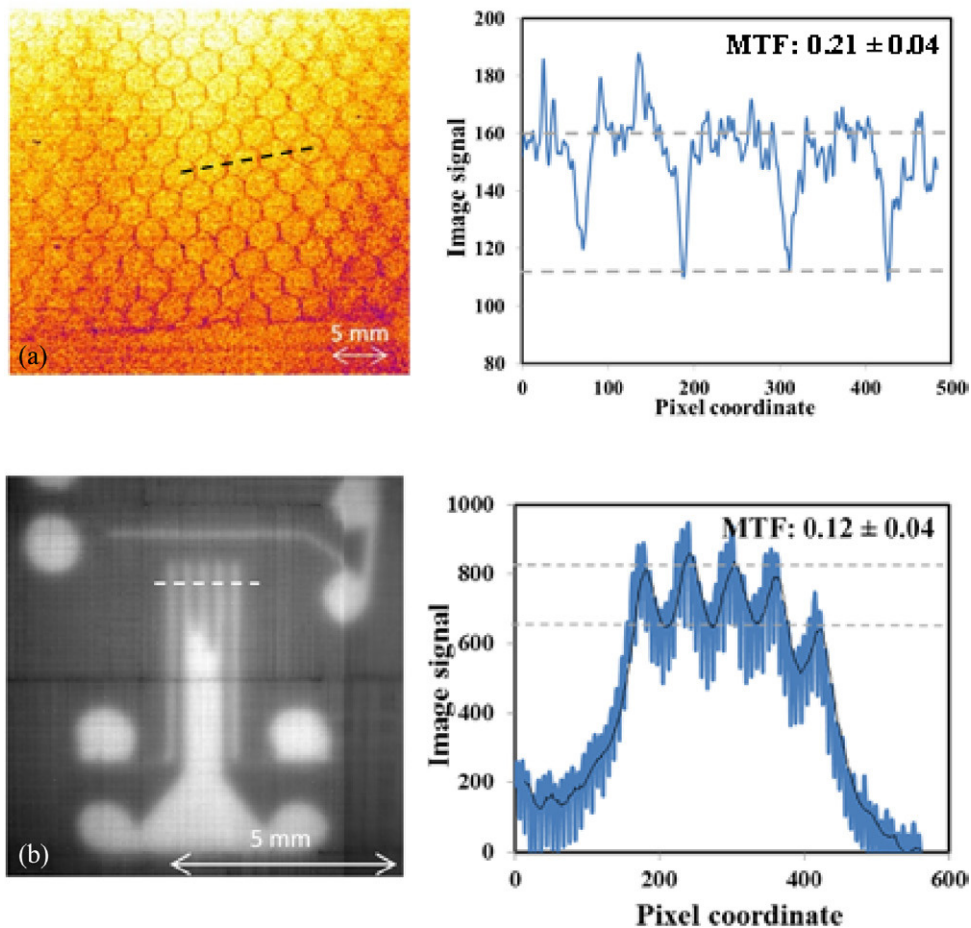 (a)
5 mm
MTF: 0.21 ± 0.04
Image signal
200
180
160
140
120
100
80
0 100 200 300 400 500
Pixel coordinate
(b)
5 mm
MTF: 0.12 ± 0.04
Image signal
1000
800
600
400
200
0
0 200 400 600
Pixel coordinate